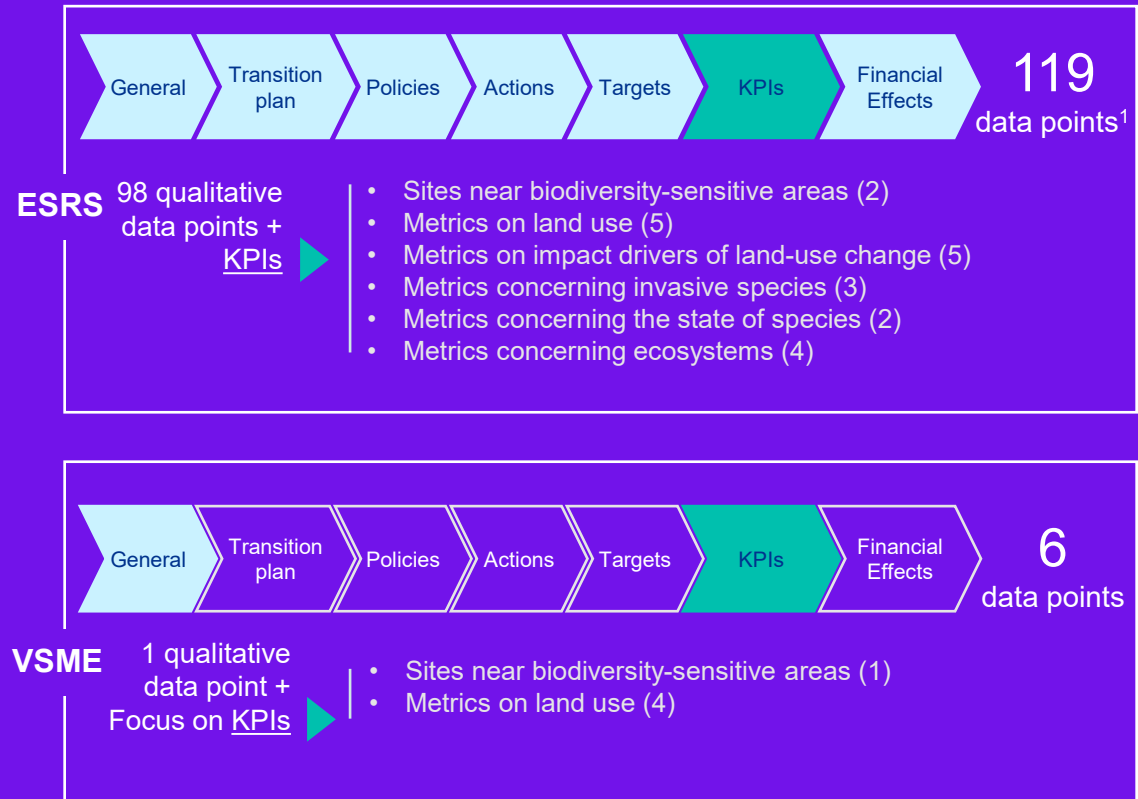 General
Transition
plan
Policies
Actions
Targets
KPIs
Financial
Effects
119
data points1
ESRS
98 qualitative
data points +
KPIs
• Sites near biodiversity-sensitive areas (2)
• Metrics on land use (5)
• Metrics on impact drivers of land-use change (5)
• Metrics concerning invasive species (3)
• Metrics concerning the state of species (2)
• Metrics concerning ecosystems (4)
General
Transition
plan
Policies
Actions
Targets
KPIs
Financial
Effects
6
data points
VSME
1 qualitative
data point +
Focus on KPIs
• Sites near biodiversity-sensitive areas (1)
• Metrics on land use (4)